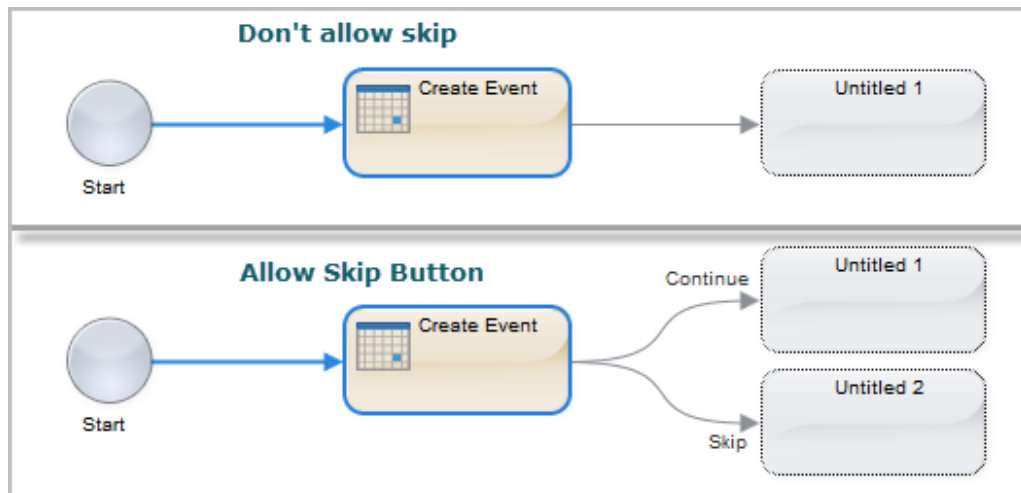 Don't allow skip
Create Event
Untitled 1
Start
Allow Skip Button
Continue
Untitled 1
Create Event
Untitled 2
Start
Skip